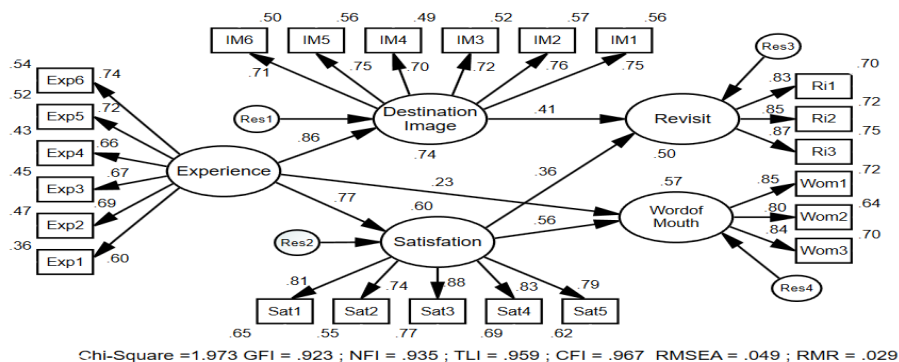 .50 .56 .49 .52 .57 .56
IM6 IM5 IM4 IM3 IM2 IM1
.71 .75 .70 .72 .76 .75
Res3
.54 Exp6 .74
.52 Exp5 .72
.43 Exp4 .66
.45 Exp3 .67
.47 Exp2 .69
.36 Exp1 .60
Res1
Experience
.86
.77
Destination
Image
.74
.41
.23
Revisit
.50
.36
.83 Ri1 .70
.85 Ri2 .72
.87 Ri3 .75
.60
Res2
Satisfation
.56
.57
Wordof
Mouth
.85 Wom1 .72
.80 Wom2 .64
.84 Wom3 .70
Res4
.81 .74 .88 .83 .79
Sat1 Sat2 Sat3 Sat4 Sat5
.65 .55 .77 .69 .62
Chi-Square =1.973 GFI = .923 ; NFI = .935 ; TLI = .959 ; CFI = .967 RMSEA = .049 ; RMR = .029